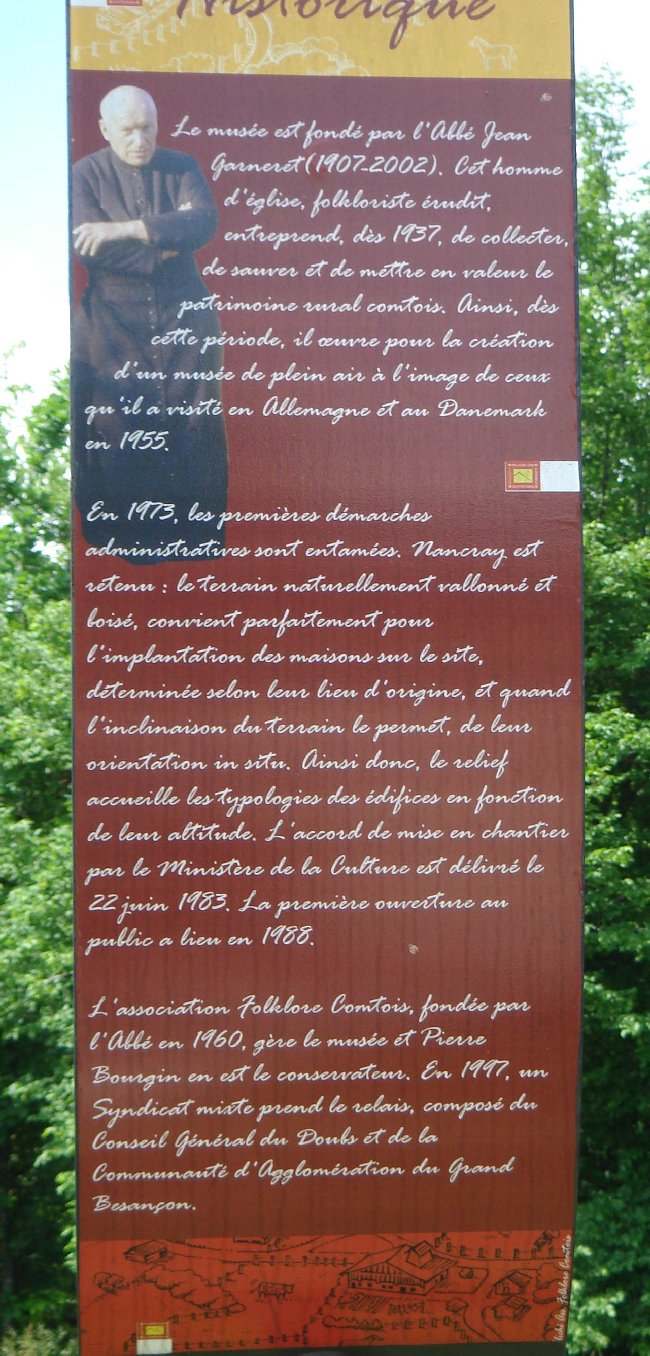 Historique
Le musée est fondé par l'Abbé Jean
Garneret (1907-2002). Cet homme
d'église, folkloriste érudit,
entreprend, dès 1937, de collecter,
de sauver et de mettre en valeur le
patrimoine rural comtois. Ainsi, dès
cette période, il œuvre pour la création
d'un musée de plein air à l'image de ceux
qu'il a visité en Allemagne et au Danemark
en 1955.
En 1973, les premières démarches
administratives sont entamées. Nancray est
retenu : le terrain naturellement vallonné et
boisé, convient parfaitement pour
l'implantation des maisons sur le site,
déterminée selon leur lieu d'origine, et quand
l'inclinaison du terrain le permet, de leur
orientation in situ. Ainsi donc, le relief
accueille les typologies des édifices en fonction
de leur altitude. L'accord de mise en chantier
par le Ministère de la Culture est délivré le
22 juin 1983. La première ouverture au
public a lieu en 1988.
L'association Folklore Comtois, fondée par
l'Abbé en 1960, gère le musée et Pierre
Bourgin en est le conservateur. En 1997, un
Syndicat mixte prend le relais, composé du
Conseil Général du Doubs et de la
Communauté d'Agglomération du Grand
Besançon.
Folklore Comtois